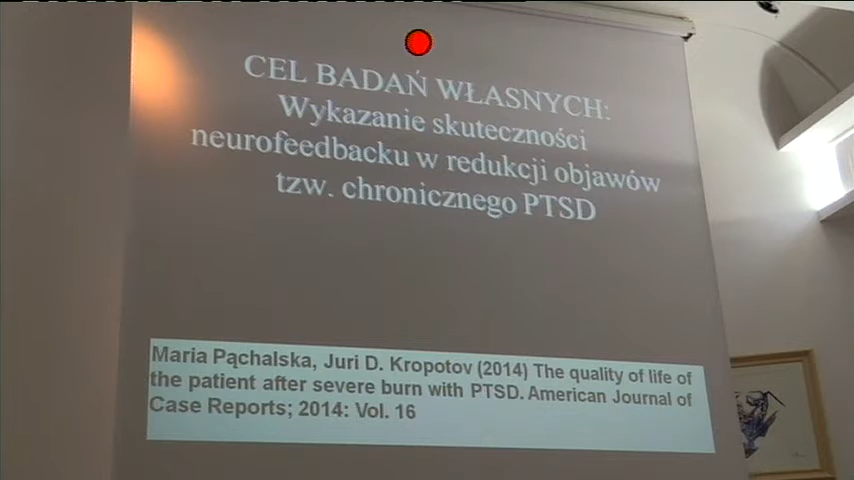 CEL BADAŃ WŁASNYCH:
Wykazanie skuteczności
neurofeedbacku w redukcji objawów
tzw. chronicznego PTSD
Maria Pąchalska, Juri D. Kropotov (2014) The quality of life of
the patient after severe burn with PTSD. American Journal of
Case Reports; 2014: Vol. 16